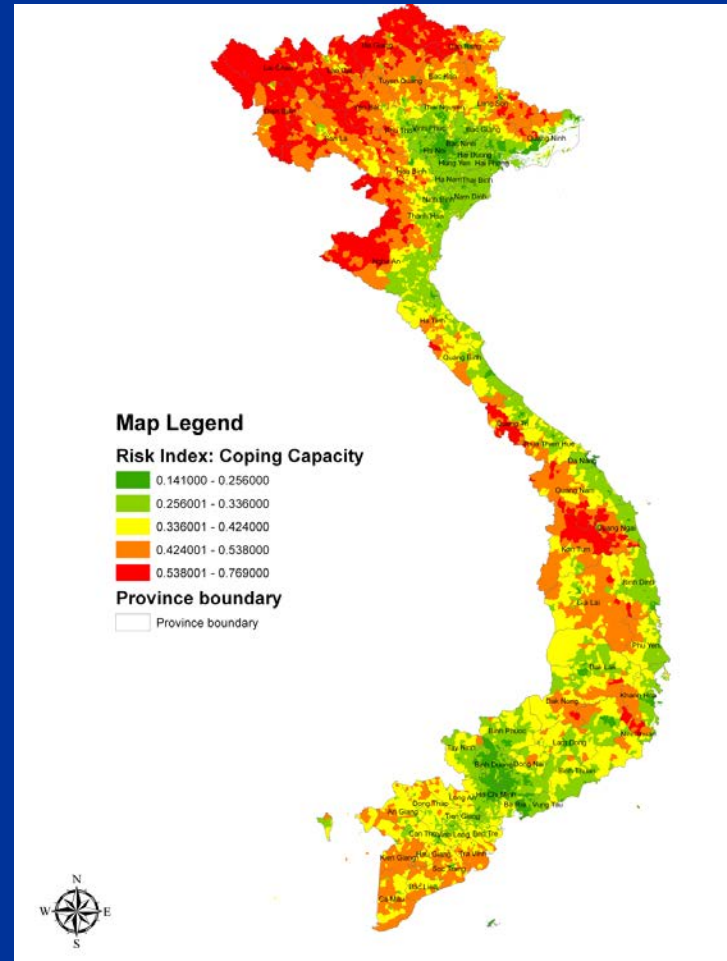 Ha Giang
Cao Bang
Lai Chau
Lao Cai
Tuyen Quang
Bac Kan
Dien Bien
Yen Bai
Thai Nguyen
Lang Son
Son La
Phu Tho
Vinh Phuc
Bac Giang
Quang Ninh
Ha Noi
Bac Ninh
Hai Duong
Hoa Binh
Hung Yen
Hai Phong
Ha Nam
Thai Binh
Ninh Binh
Nam Dinh
Thanh Hoa
Nghe An
Ha Tinh
Quang Binh
Quang Tri
Thua Thien Hue
Da Nang
Quang Nam
Quang Ngai
Kon Tum
Binh Dinh
Gia Lai
Phu Yen
Dak Lak
Khanh Hoa
Dak Nong
Ninh Thuan
Binh Phuoc
Lam Dong
Tay Ninh
Binh Duong
Dong Nai
Binh Thuan
Ho Chi Minh
Ba Ria - Vung Tau
Long An
Dong Thap
An Giang
Tien Giang
Can Tho
Vinh Long
Ben Tre
Kien Giang
Hau Giang
Tra Vinh
Soc Trang
Bac Lieu
Ca Mau
Map Legend
Risk Index: Coping Capacity
0.141000 - 0.256000
0.256001 - 0.336000
0.336001 - 0.424000
0.424001 - 0.538000
0.538001 - 0.769000
Province boundary
Province boundary
N
W E
S